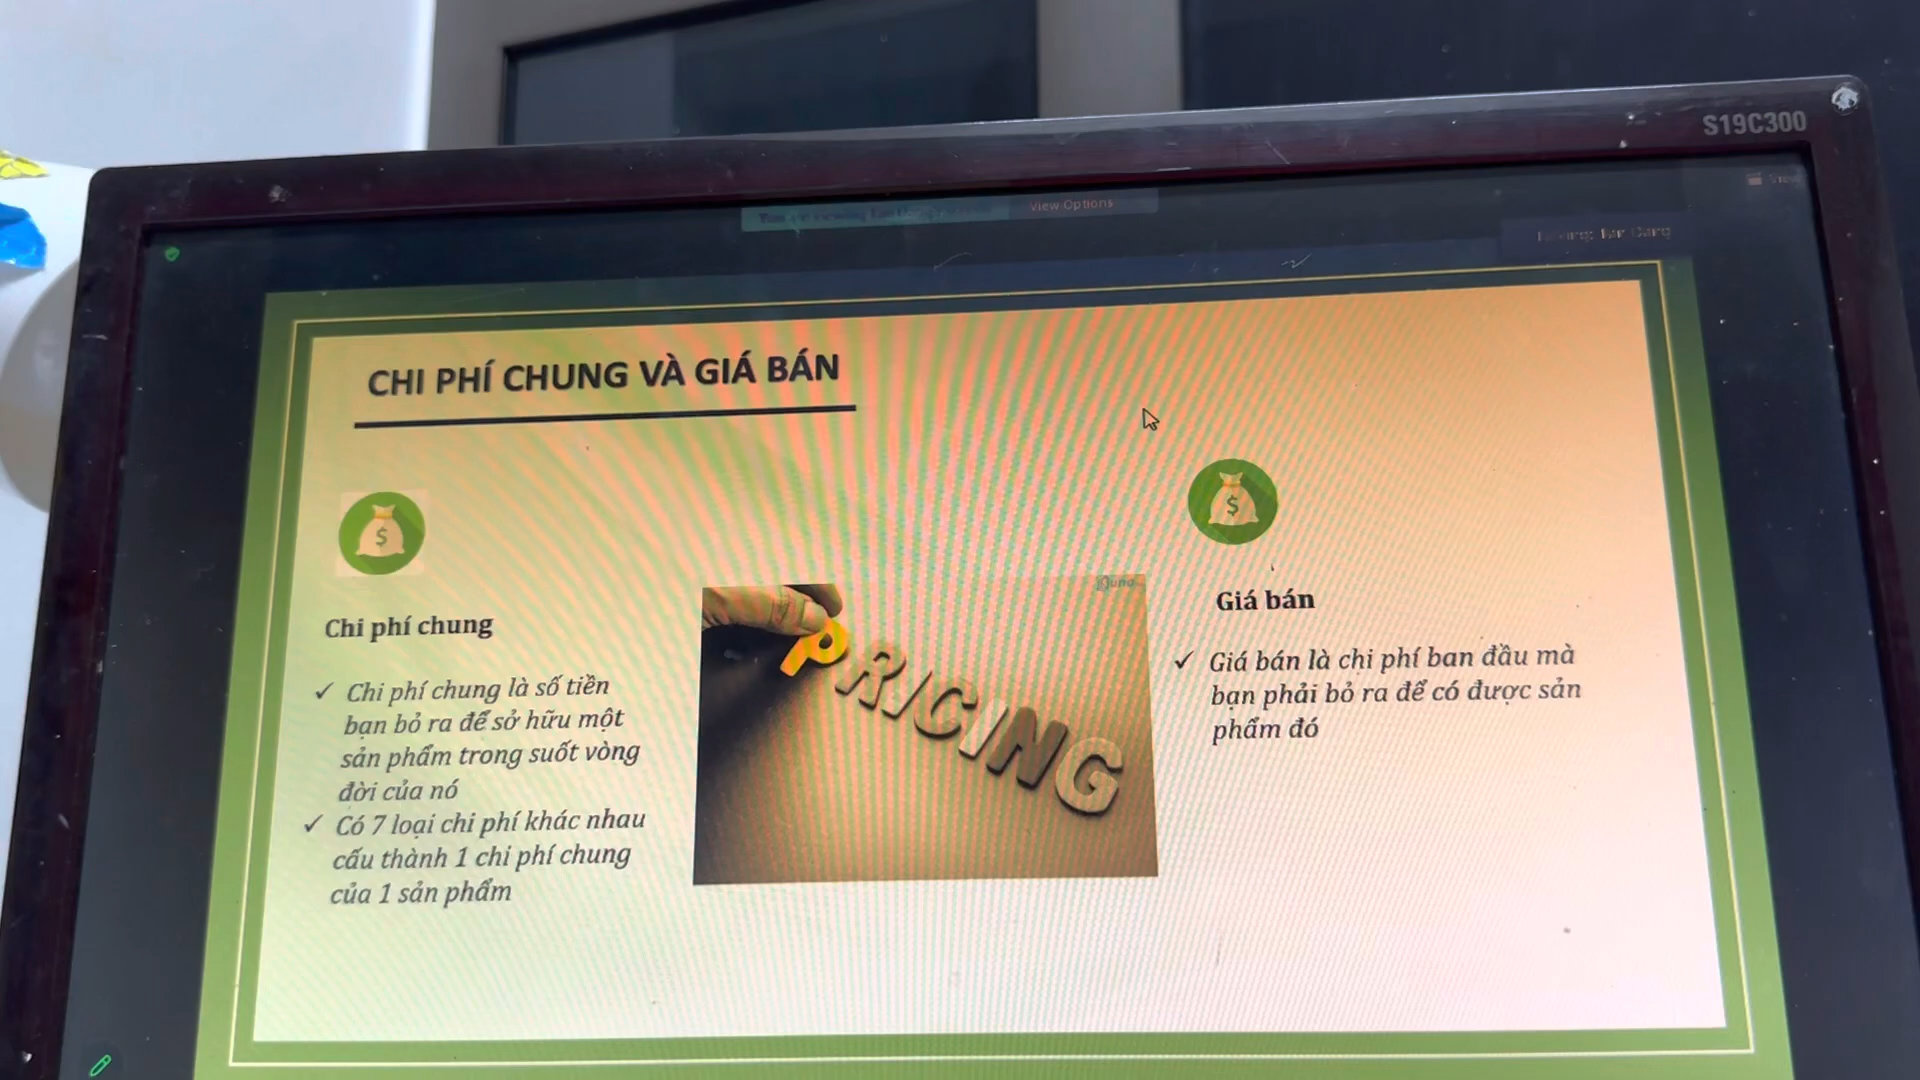 S19C300
View Options
View
CHI PHÍ CHUNG VÀ GIÁ BÁN
$
$
Chi phí chung
✓ Chi phí chung là số tiền
bạn bỏ ra để sở hữu một
sản phẩm trong suốt vòng
đời của nó
✓ Có 7 loại chi phí khác nhau
cấu thành 1 chi phí chung
của 1 sản phẩm
PRICING
Giá bán
✓ Giá bán là chi phí ban đầu mà
bạn phải bỏ ra để có được sản
phẩm đó